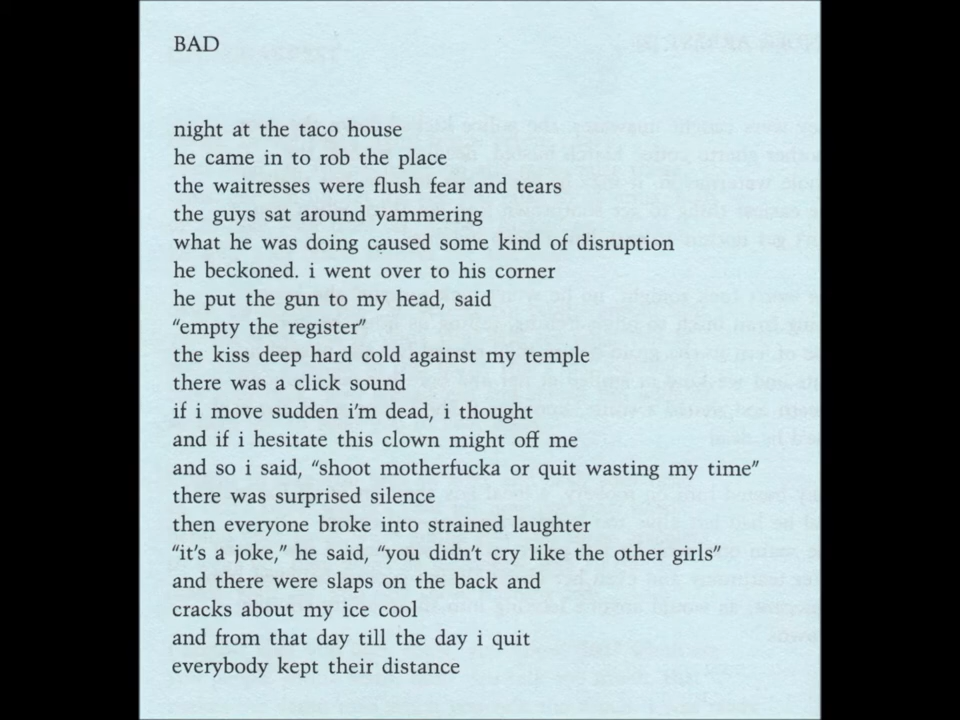 BAD
night at the taco house
he came in to rob the place
the waitresses were flush fear and tears
the guys sat around yammering
what he was doing caused some kind of disruption
he beckoned. i went over to his corner
he put the gun to my head, said
“empty the register”
the kiss deep hard cold against my temple
there was a click sound
if i move sudden i’m dead, i thought
and if i hesitate this clown might off me
and so i said, “shoot motherfucka or quit wasting my time”
there was surprised silence
then everyone broke into strained laughter
“it’s a joke,” he said, “you didn’t cry like the other girls”
and there were slaps on the back and
cracks about my ice cool
and from that day till the day i quit
everybody kept their distance